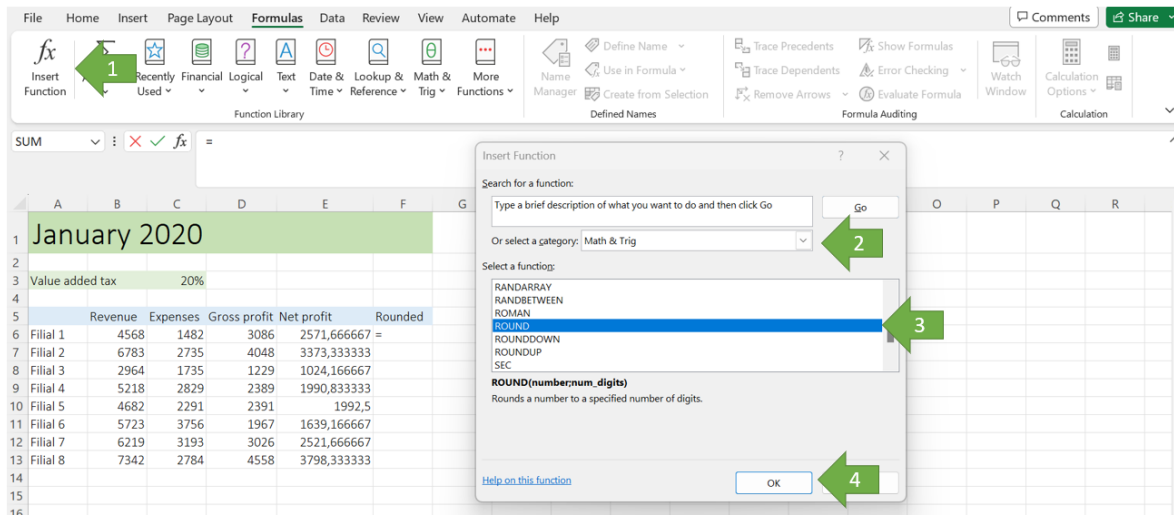 File Home Insert Page Layout Formulas Data Review View Automate Help Comments Share
fx 1 Define Name Trace Precedents Show Formulas
Insert Recently Financial Logical Text Date & Lookup & Math & More Name Use in Formula Trace Dependents Error Checking Watch Calculation
Function Used Time Reference Trig Functions Manager Create from Selection Remove Arrows Evaluate Formula Window Options
Function Library Defined Names Formula Auditing Calculation
SUM fx =
Insert Function ?
Search for a function:
Type a brief description of what you want to do and then click Go
Go
Or select a category: Math & Trig
2
Select a function:
RANDARRAY
RANDBETWEEN
ROMAN
ROUND
3
ROUNDDOWN
ROUNDUP
SEC
ROUND(number;num_digits)
Rounds a number to a specified number of digits.
Help on this function
OK
4
A B C D E F G O P Q R
1 January 2020
2
3 Value added tax 20%
4
5 Revenue Expenses Gross profit Net profit Rounded
6 Filial 1 4568 1482 3086 2571,666667 =
7 Filial 2 6783 2735 4048 3373,333333
8 Filial 3 2964 1735 1229 1024,166667
9 Filial 4 5218 2829 2389 1990,833333
10 Filial 5 4682 2291 2391 1992,5
11 Filial 6 5723 3756 1967 1639,166667
12 Filial 7 6219 3193 3026 2521,666667
13 Filial 8 7342 2784 4558 3798,333333
14
15
16